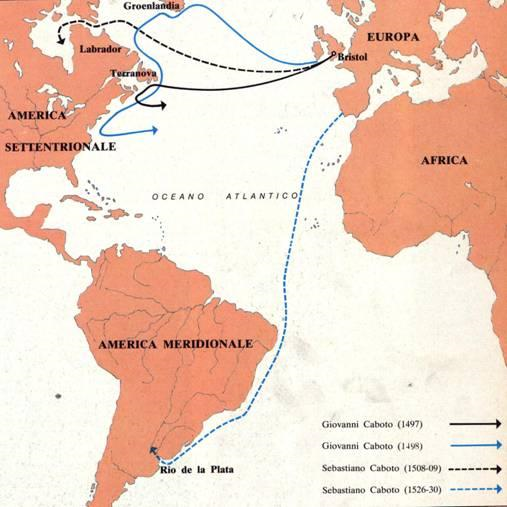 Groenlandia
EUROPA
Labrador
Bristol
Terranova
AMERICA
SETTENTRIONALE
AFRICA
OCEANO ATLANTICO
AMERICA MERIDIONALE
Rio de la Plata
Giovanni Caboto (1497)
Giovanni Caboto (1498)
Sebastiano Caboto (1508-09)
Sebastiano Caboto (1526-30)